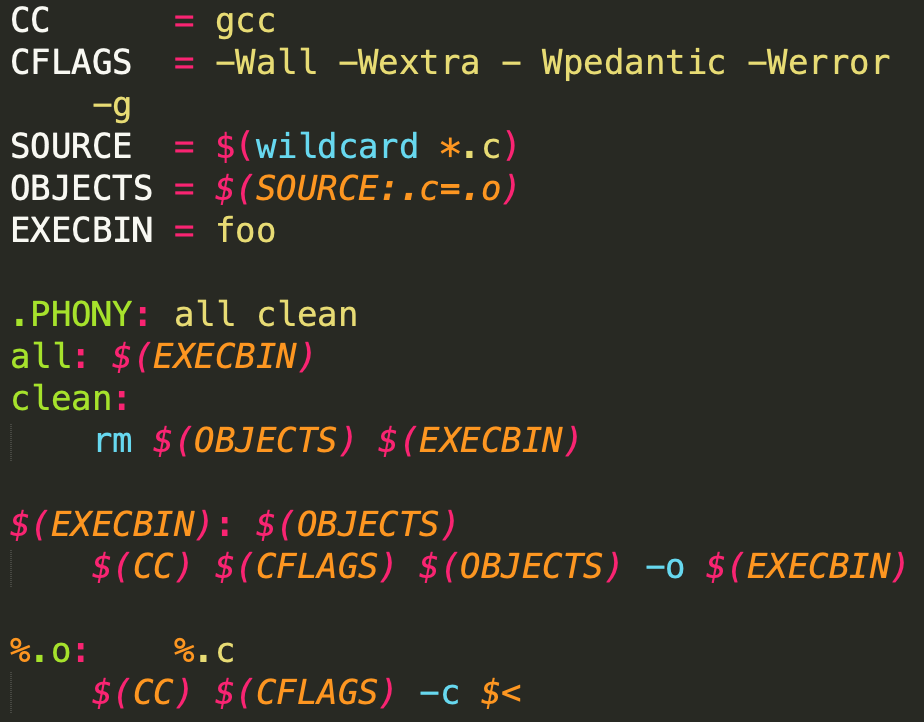 CC      = gcc
CFLAGS  = -Wall -Wextra - Wpedantic -Werror
    -g
SOURCE  = $(wildcard *.c)
OBJECTS = $(SOURCE:.c=.o)
EXECBIN = foo

.PHONY: all clean
all: $(EXECBIN)
clean:
    rm $(OBJECTS) $(EXECBIN)

$(EXECBIN): $(OBJECTS)
    $(CC) $(CFLAGS) $(OBJECTS) -o $(EXECBIN)

%.o:    %.c
    $(CC) $(CFLAGS) -c $<